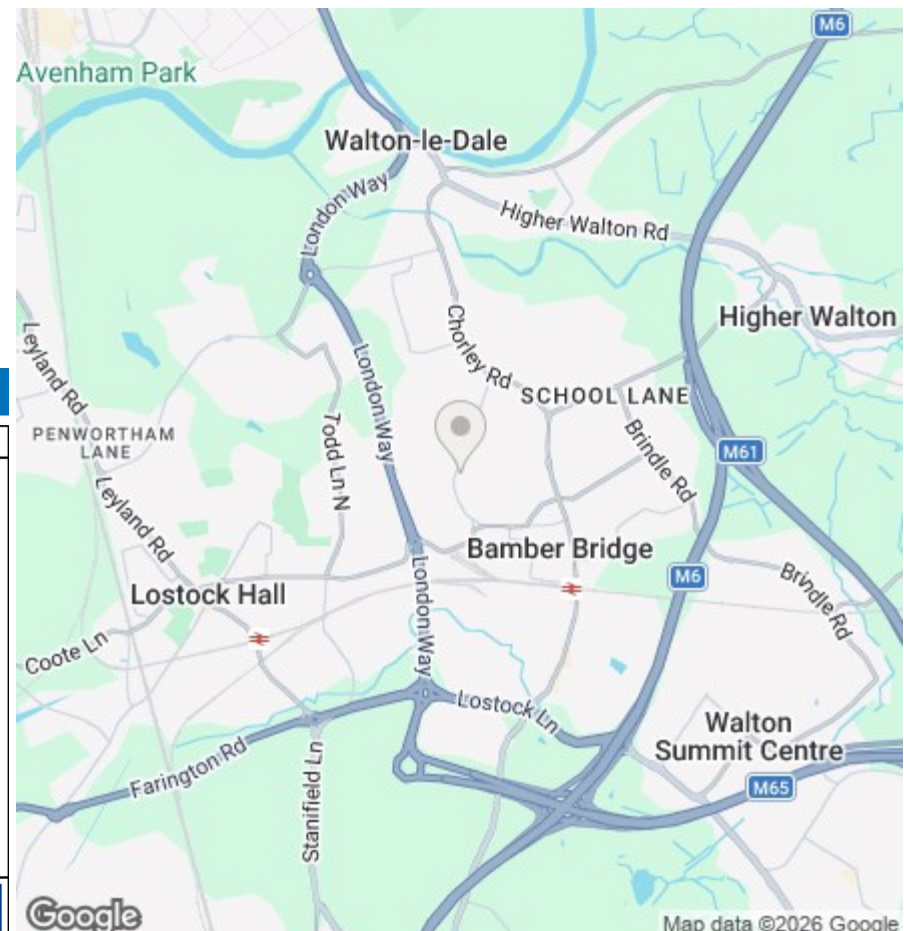 M6
Avenham Park
Walton-le-Dale
London Way
Higher Walton Rd
Higher Walton
Leyland Rd
London Way
Chorley Rd
SCHOOL LANE
PENWORTHAM
LANE
Todd Ln N
Brindle Rd
M61
Leyland Rd
Bamber Bridge
M6
Brindle Rd
Lostock Hall
London Way
Coote Ln
Lostock Ln
Walton
Summit Centre
Farington Rd
Stanifield Ln
M65
Google
Map data ©2026 Google